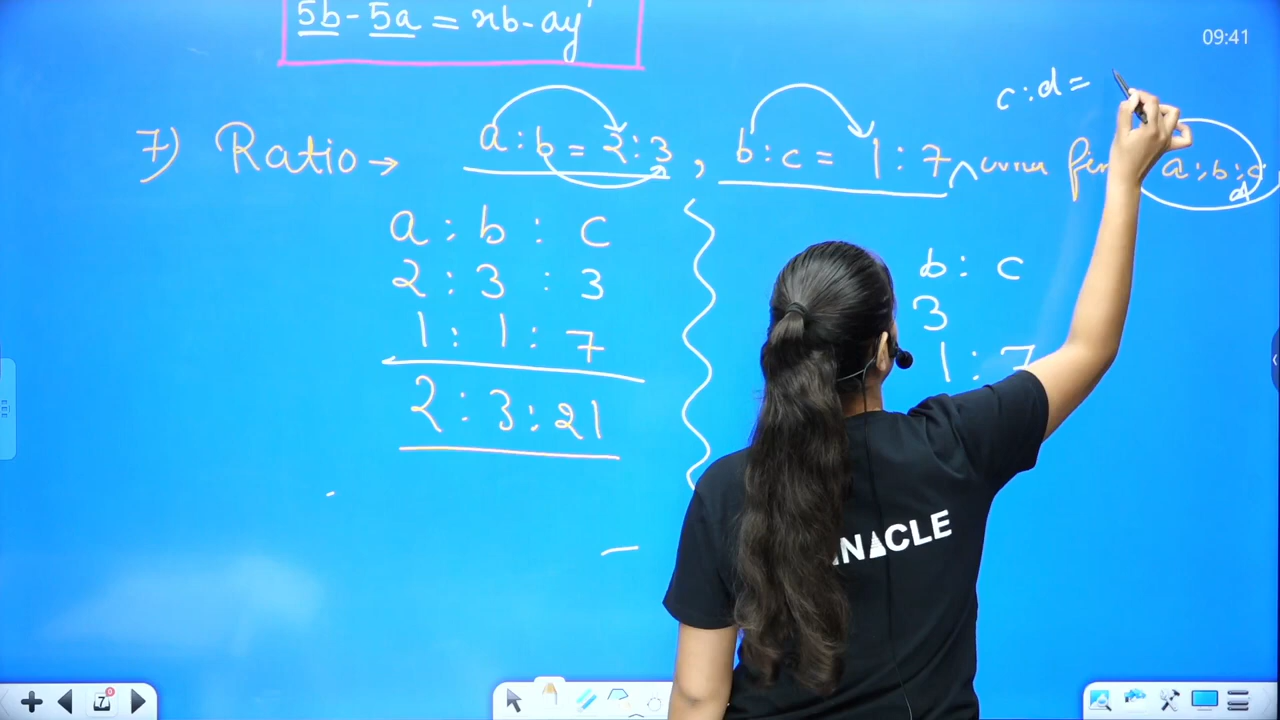 09:41
5b - 5a = xb - ay
c : d =
7) Ratio → a : b = 2 : 3 , b : c = 1 : 7 a : b : c
d
a : b : c
2 : 3 : 3
1 : 1 : 7
2 : 3 : 21
b : c
3
1 : 7
NACLE
7